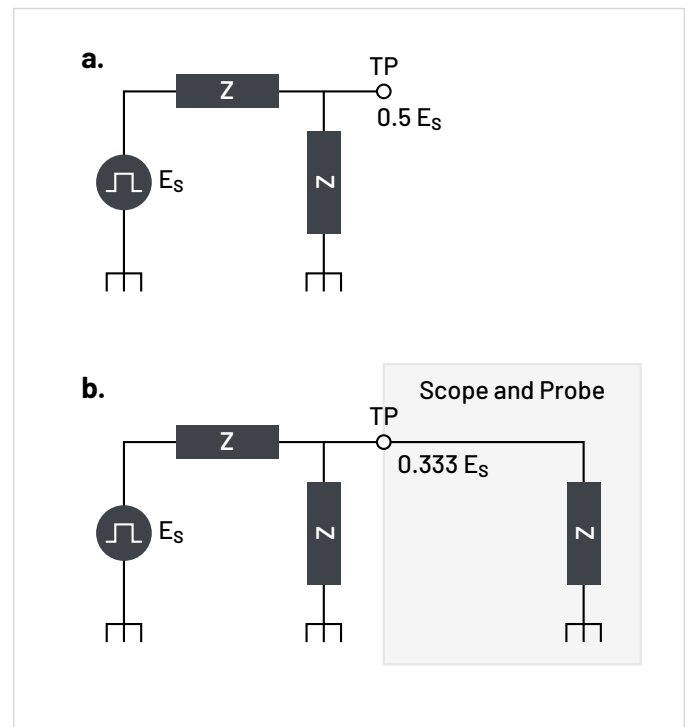 a.
TP
Z
0.5 ES
ES
Z
b.
Scope and Probe
TP
Z
0.333 ES
ES
Z
Z